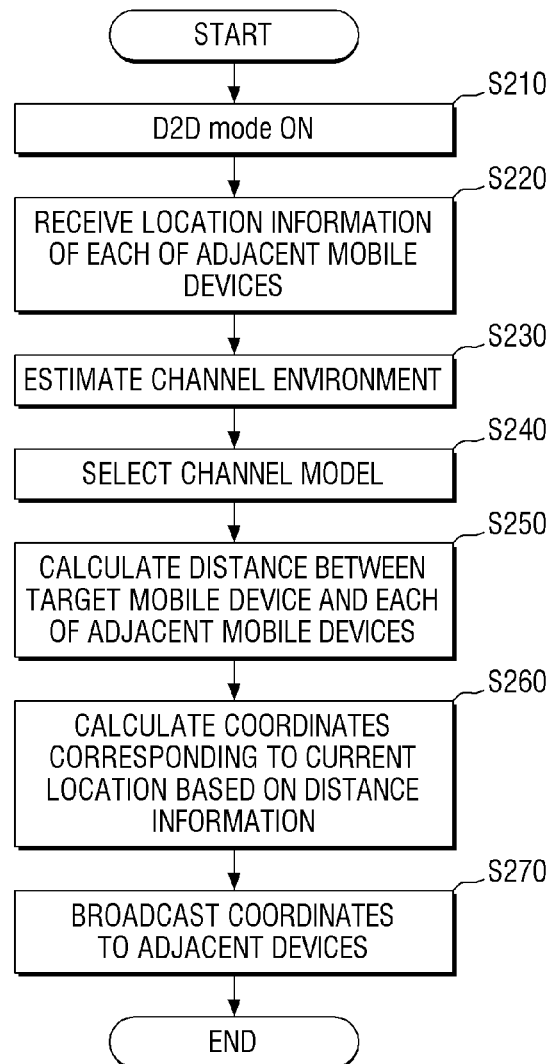 START
S210
D2D mode ON
S220
RECEIVE LOCATION INFORMATION
OF EACH OF ADJACENT MOBILE
DEVICES
S230
ESTIMATE CHANNEL ENVIRONMENT
S240
SELECT CHANNEL MODEL
S250
CALCULATE DISTANCE BETWEEN
TARGET MOBILE DEVICE AND EACH
OF ADJACENT MOBILE DEVICES
S260
CALCULATE COORDINATES
CORRESPONDING TO CURRENT
LOCATION BASED ON DISTANCE
INFORMATION
S270
BROADCAST COORDINATES
TO ADJACENT DEVICES
END